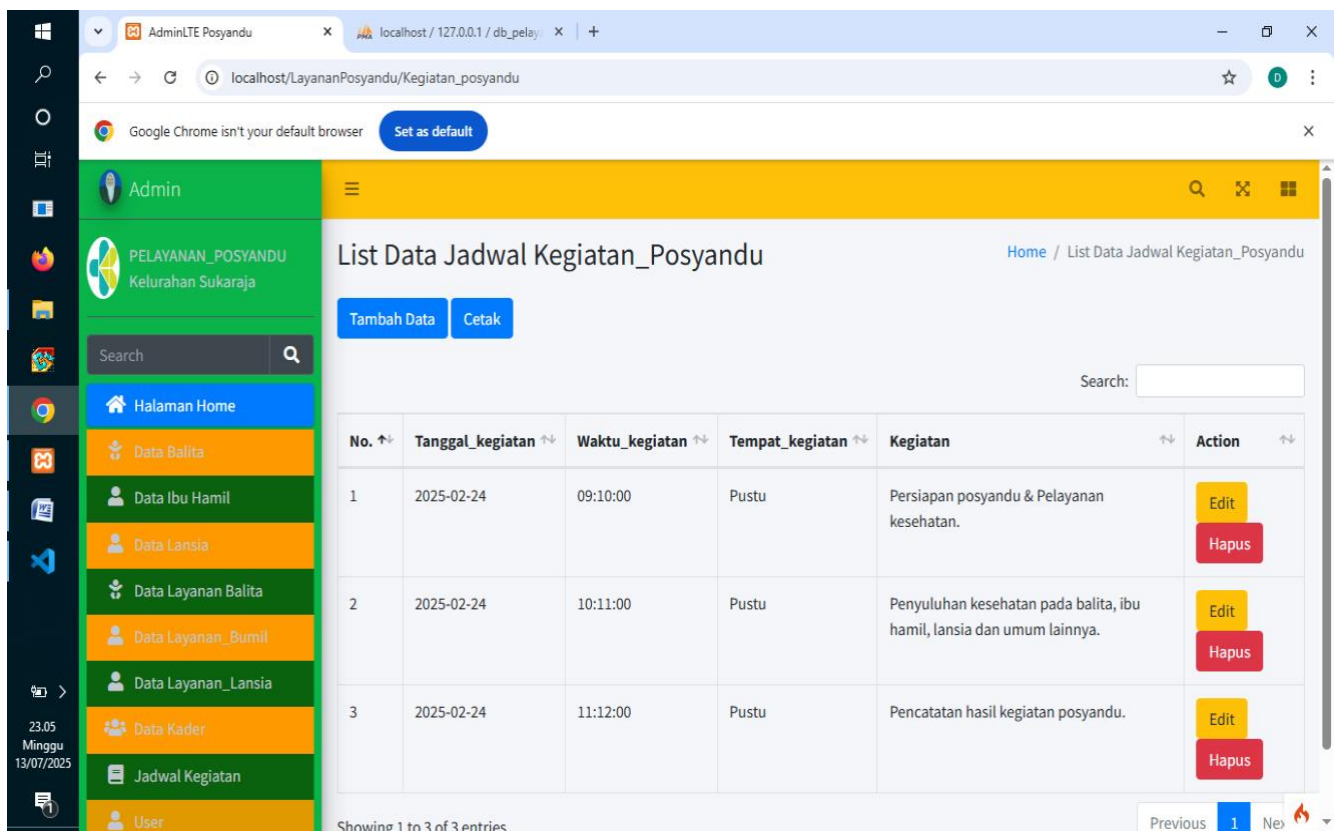 AdminLTE Posyandu
localhost / 127.0.0.1 / db_pelay
localhost/LayananPosyandu/Kegiatan_posyandu
D
Google Chrome isn't your default browser
Set as default
Admin
PELAYANAN_POSYANDU
Kelurahan Sukaraja
Search
Halaman Home
Data Balita
Data Ibu Hamil
Data Lansia
Data Layanan Balita
Data Layanan_Bumil
Data Layanan_Lansia
Data Kader
Jadwal Kegiatan
User
List Data Jadwal Kegiatan_Posyandu
Home / List Data Jadwal Kegiatan_Posyandu
Tambah Data Cetak
Search:
No. Tanggal_kegiatan Waktu_kegiatan Tempat_kegiatan Kegiatan Action
1 2025-02-24 09:10:00 Pustu Persiapan posyandu & Pelayanan
kesehatan.
Edit
Hapus
2 2025-02-24 10:11:00 Pustu Penyuluhan kesehatan pada balita, ibu
hamil, lansia dan umum lainnya.
Edit
Hapus
3 2025-02-24 11:12:00 Pustu Pencatatan hasil kegiatan posyandu.
Edit
Hapus
Showing 1 to 3 of 3 entries
Previous 1 Nex
23.05
Minggu
13/07/2025
1